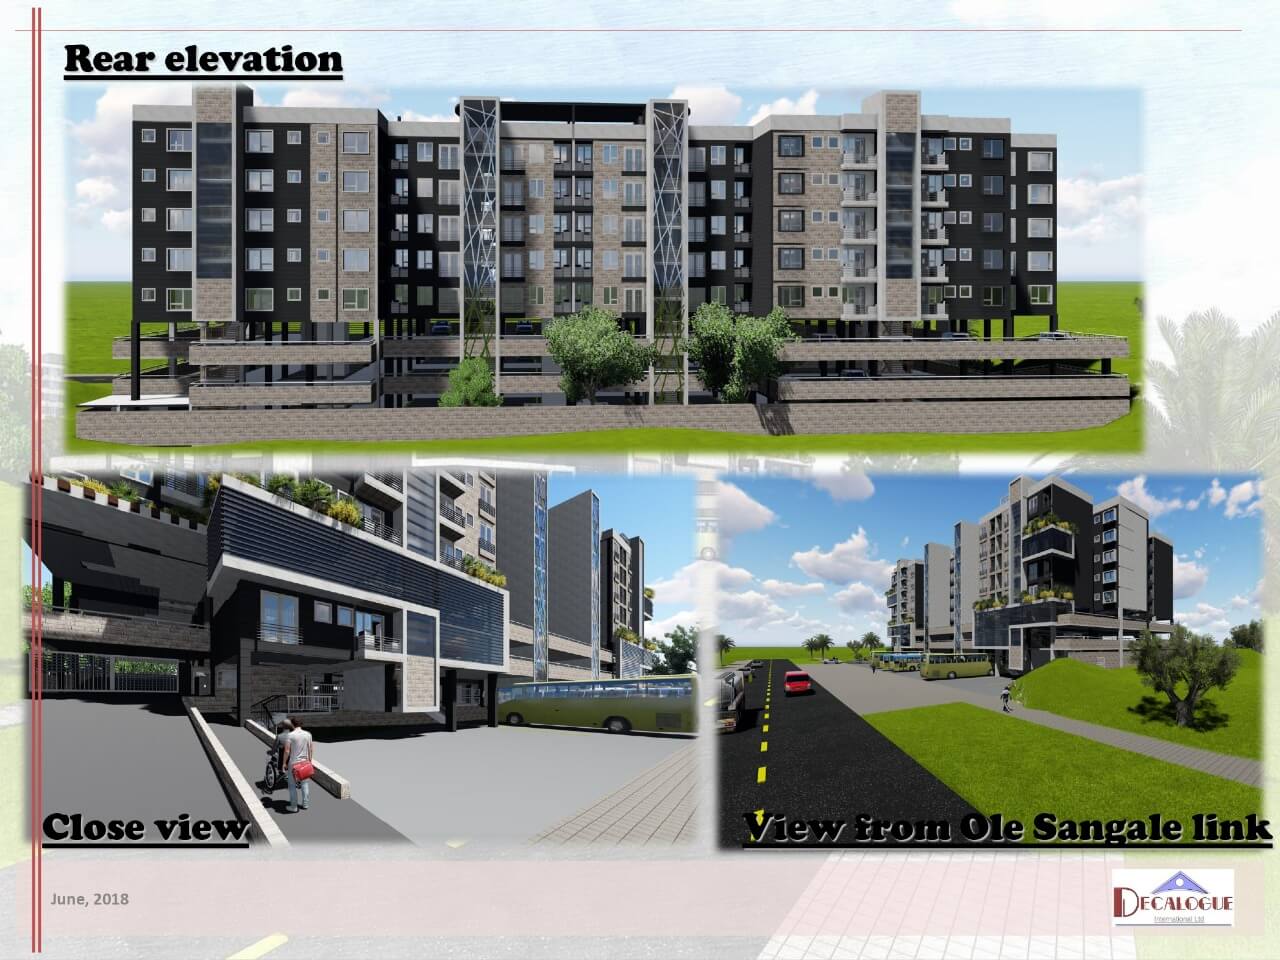 Rear elevation
Close view
View from Ole Sangale link
June, 2018
DECALOGUE
International Ltd